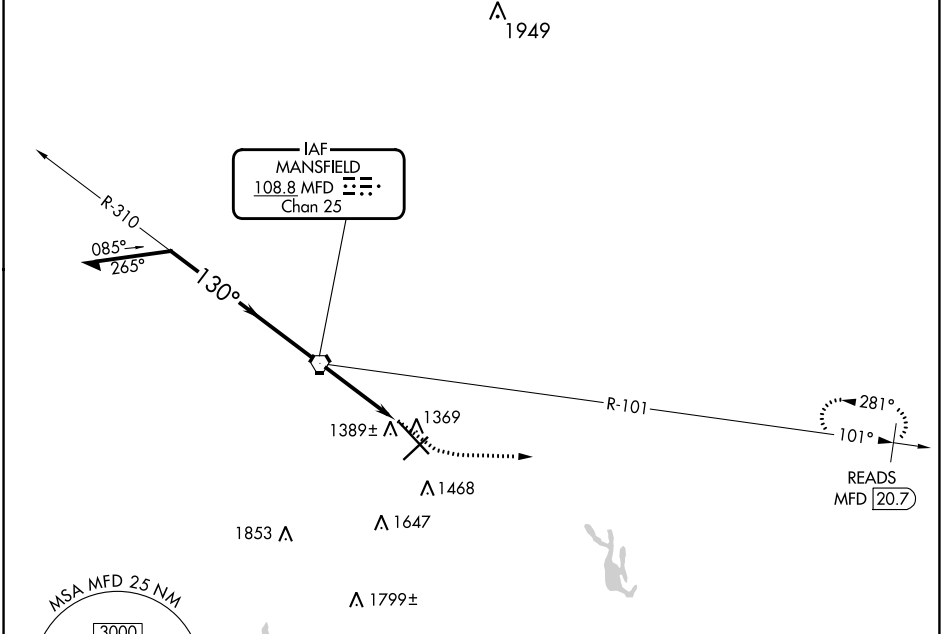 1949
IAF
MANSFIELD
108.8 MFD
Chan 25
R-310
085°
265°
130°
R-101
281°
101°
READS
MFD 20.7
1369
1389±
1468
1647
1853
1799±
MSA MFD 25 NM
3000